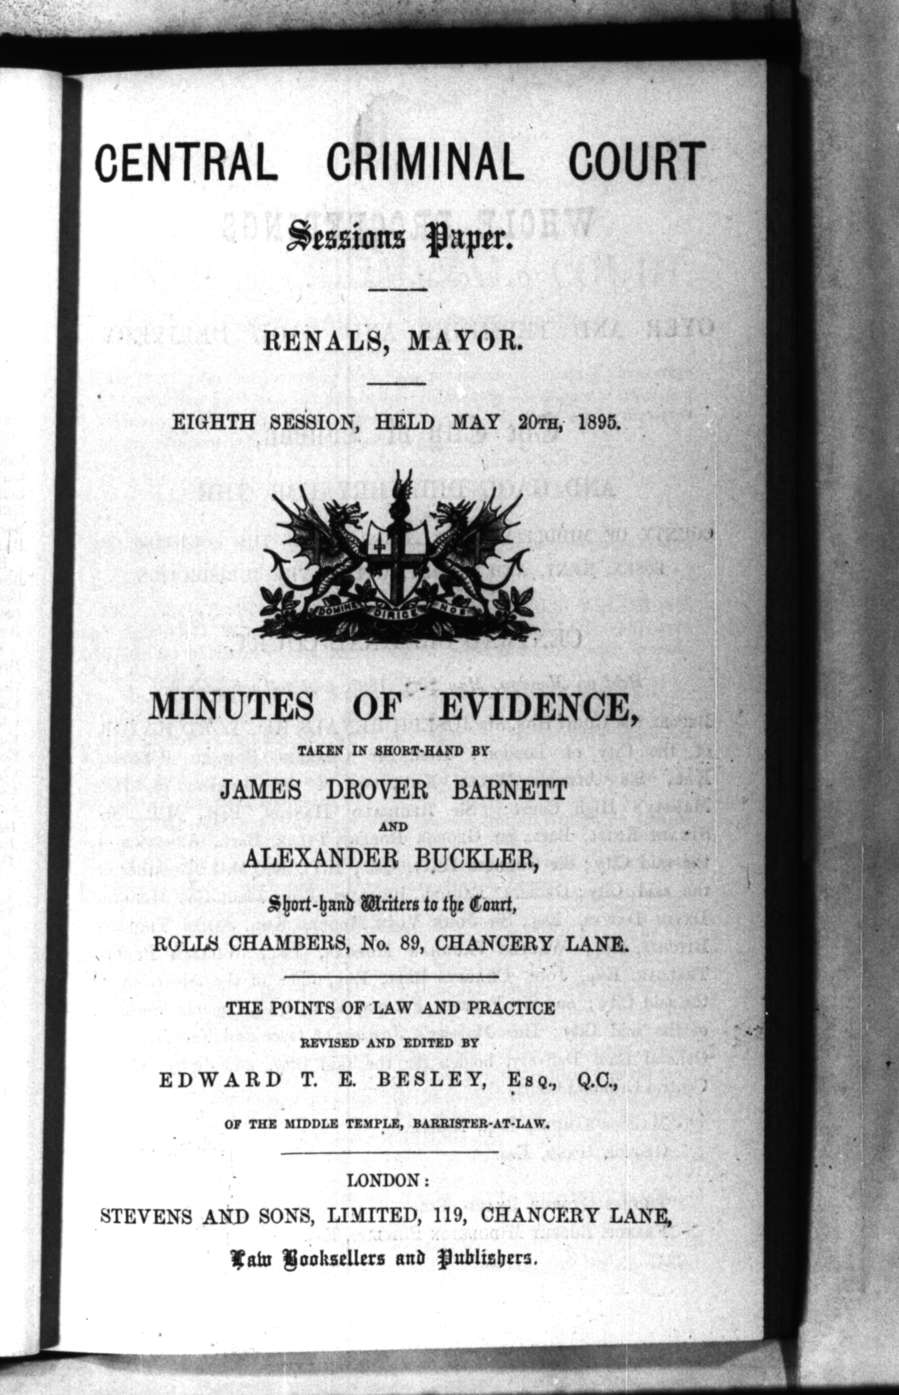 CENTRAL CRIMINAL COURT
Sessions Paper.
RENALS, MAYOR.
EIGHTH SESSION, HELD MAY 20TH, 1895.
DOMINE DIRIGE NOS
MINUTES OF EVIDENCE,
TAKEN IN SHORT-HAND BY
JAMES DROVER BARNETT
AND
ALEXANDER BUCKLER,
Short-hand Writers to the Court,
ROLLS CHAMBERS, No. 89, CHANCERY LANE.
THE POINTS OF LAW AND PRACTICE
REVISED AND EDITED BY
EDWARD T. E. BESLEY, Esq., Q.C.,
OF THE MIDDLE TEMPLE, BARRISTER-AT-LAW.
LONDON:
STEVENS AND SONS, LIMITED, 119, CHANCERY LANE,
Law Booksellers and Publishers.